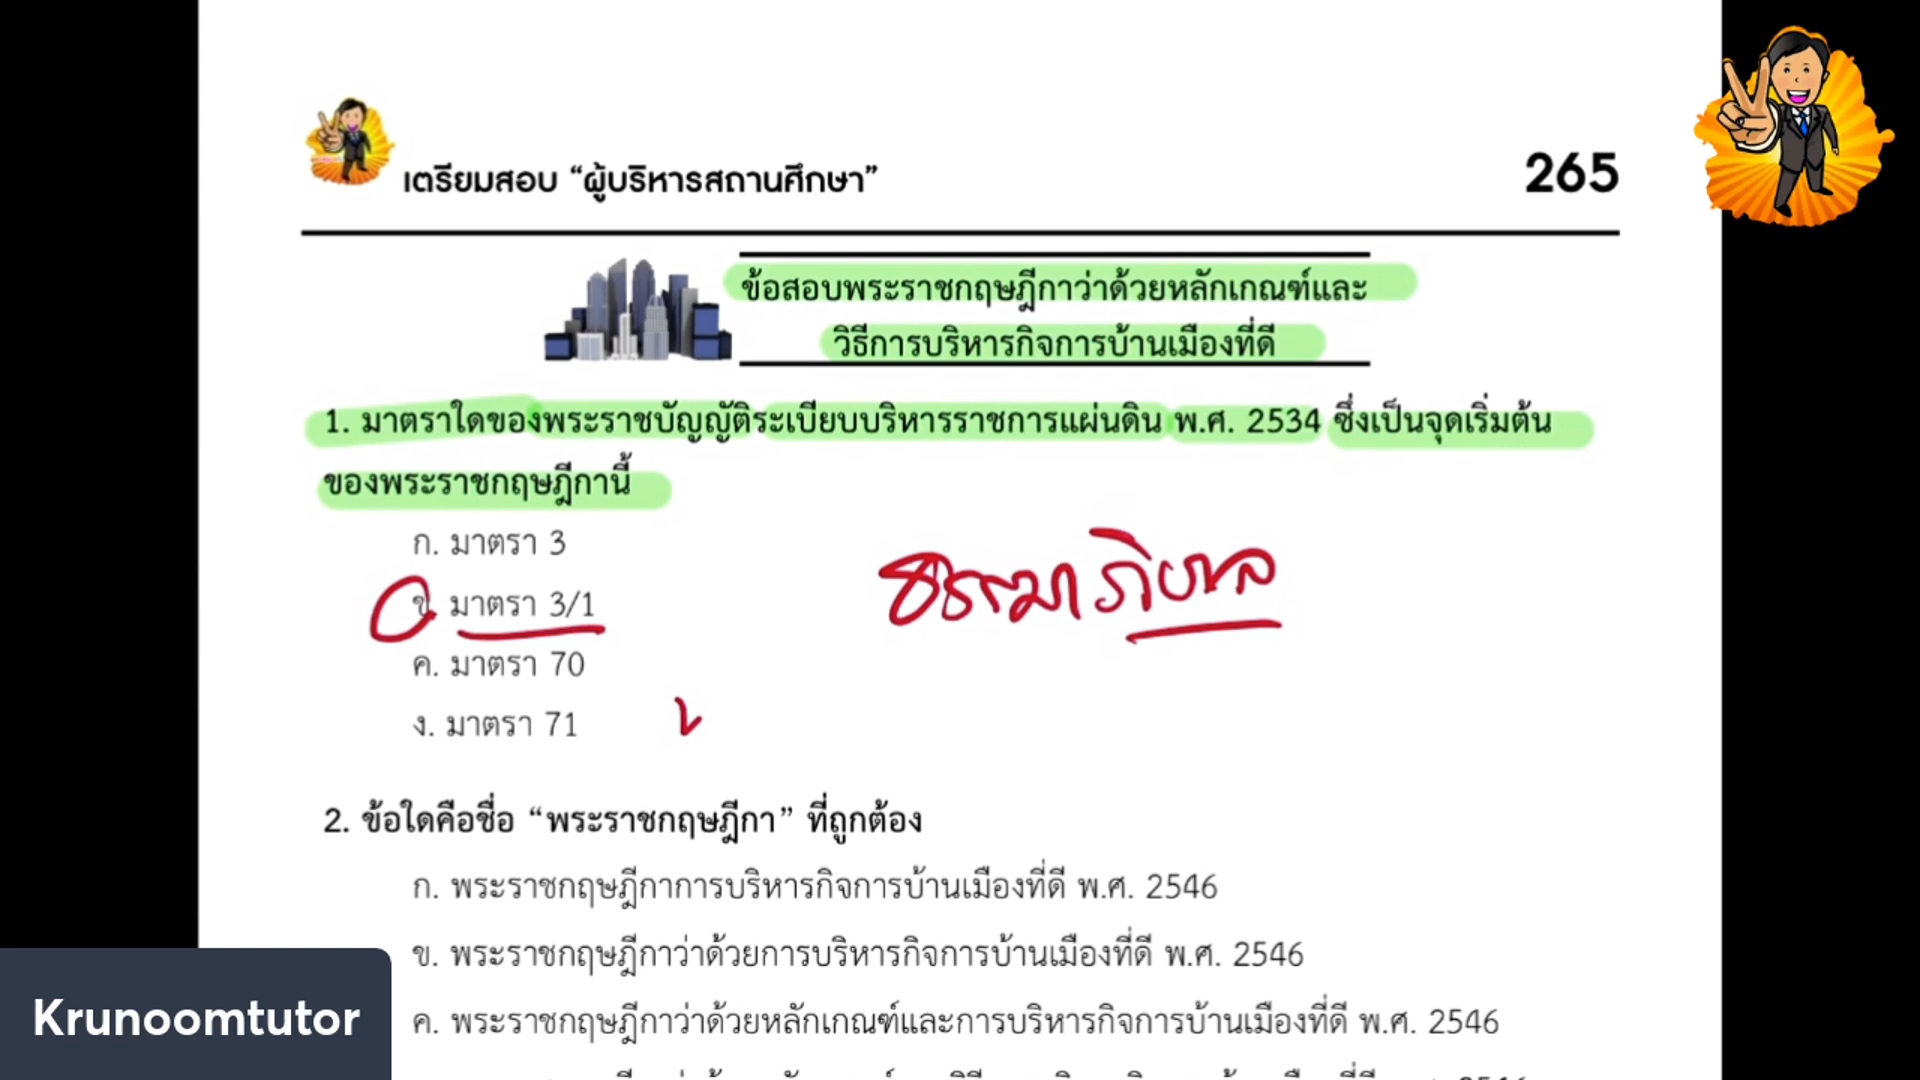 เตรียมสอบ “ผู้บริหารสถานศึกษา”
265
ข้อสอบพระราชกฤษฎีกาว่าด้วยหลักเกณฑ์และ
วิธีการบริหารกิจการบ้านเมืองที่ดี
1. มาตราใดของพระราชบัญญัติระเบียบบริหารราชการแผ่นดิน พ.ศ. 2534 ซึ่งเป็นจุดเริ่มต้น
ของพระราชกฤษฎีกานี้
ก. มาตรา 3
ข. มาตรา 3/1
ธรรมาภิบาล
ค. มาตรา 70
ง. มาตรา 71
2. ข้อใดคือชื่อ “พระราชกฤษฎีกา” ที่ถูกต้อง
ก. พระราชกฤษฎีกาการบริหารกิจการบ้านเมืองที่ดี พ.ศ. 2546
ข. พระราชกฤษฎีกาว่าด้วยการบริหารกิจการบ้านเมืองที่ดี พ.ศ. 2546
ค. พระราชกฤษฎีกาว่าด้วยหลักเกณฑ์และการบริหารกิจการบ้านเมืองที่ดี พ.ศ. 2546
Krunoomtutor